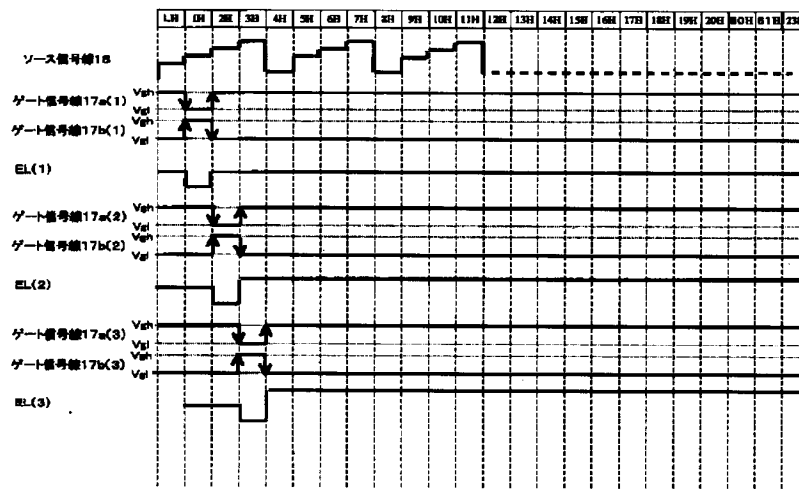 1H 2H 3H 4H 5H 6H 7H 8H 9H 10H 11H 12H 13H 14H 15H 16H 17H 18H 19H 20H
ソース信号線18
Vgh
ゲート信号線17a(1)
Vgl
Vgh
ゲート信号線17b(1)
Vgl
EL(1)
Vgh
ゲート信号線17a(2)
Vgl
Vgh
ゲート信号線17b(2)
Vgl
EL(2)
Vgh
ゲート信号線17a(3)
Vgl
Vgh
ゲート信号線17b(3)
Vgl
EL(3)